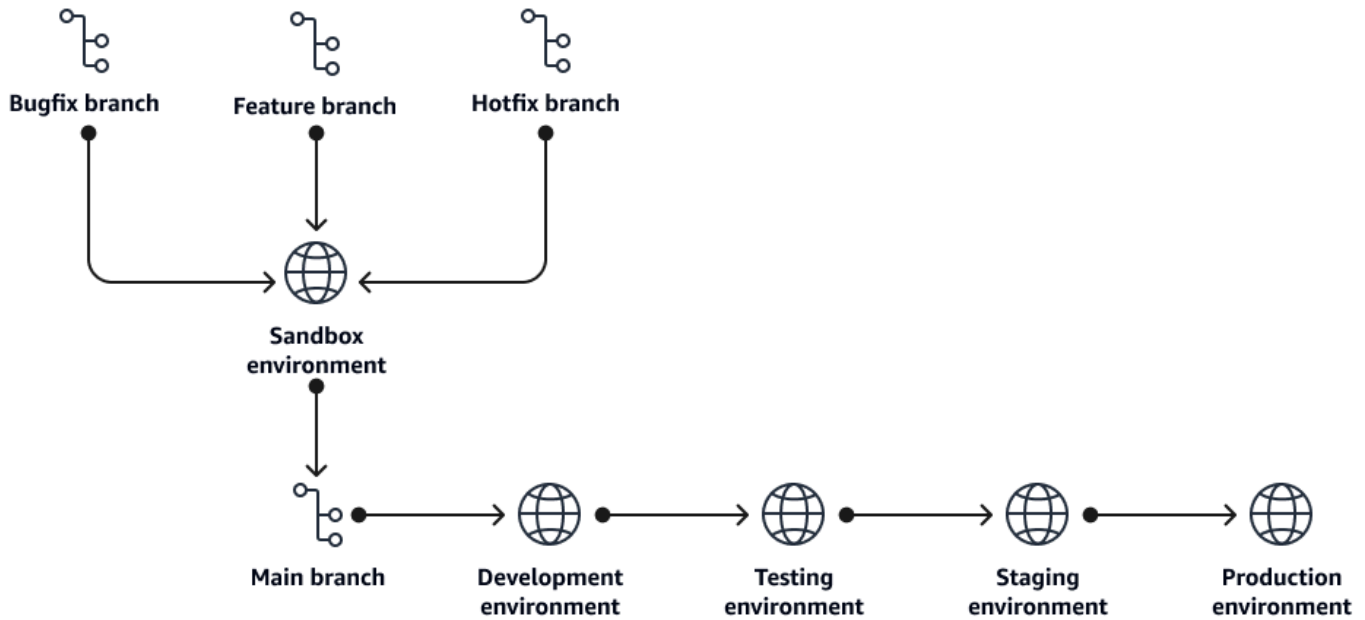 Bugfix branch
Feature branch
Hotfix branch
Sandbox
environment
Main branch
Development
environment
Testing
environment
Staging
environment
Production
environment